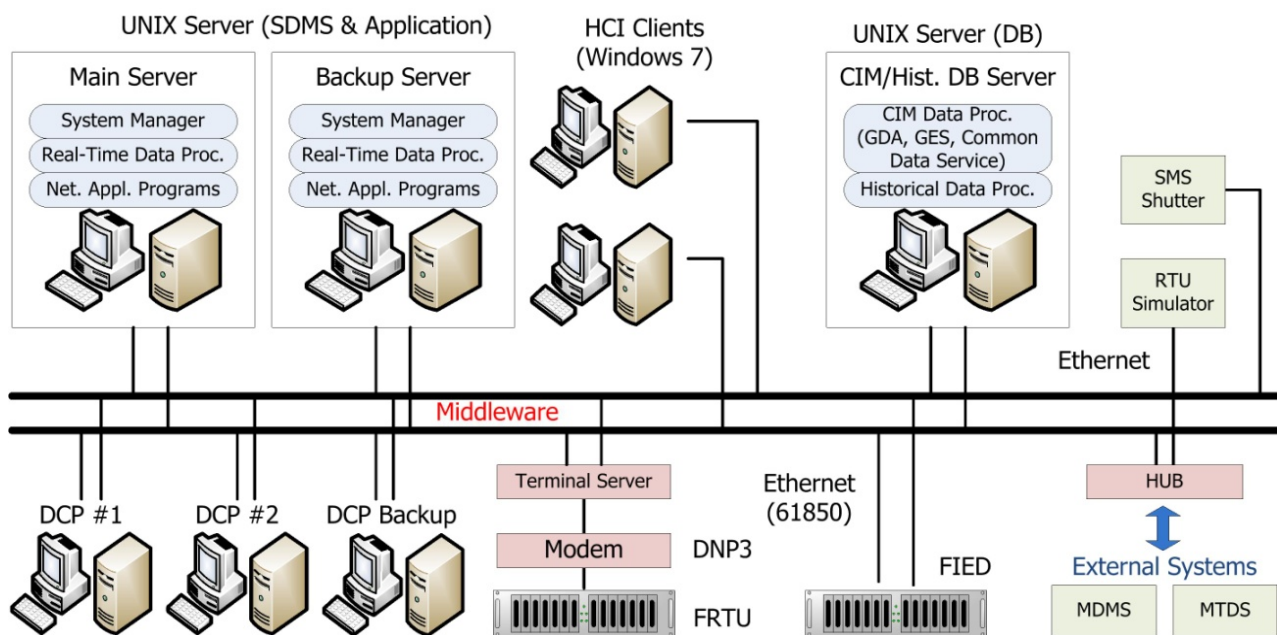 UNIX Server (SDMS & Application)
HCI Clients
(Windows 7)
UNIX Server (DB)
Main Server
System Manager
Real-Time Data Proc.
Net. Appl. Programs
Backup Server
System Manager
Real-Time Data Proc.
Net. Appl. Programs
CIM/Hist. DB Server
CIM Data Proc.
(GDA, GES, Common
Data Service)
Historical Data Proc.
SMS
Shutter
RTU
Simulator
Ethernet
Middleware
DCP #1
DCP #2
DCP Backup
Terminal Server
Modem
DNP3
FRTU
Ethernet
(61850)
FIED
HUB
External Systems
MDMS
MTDS